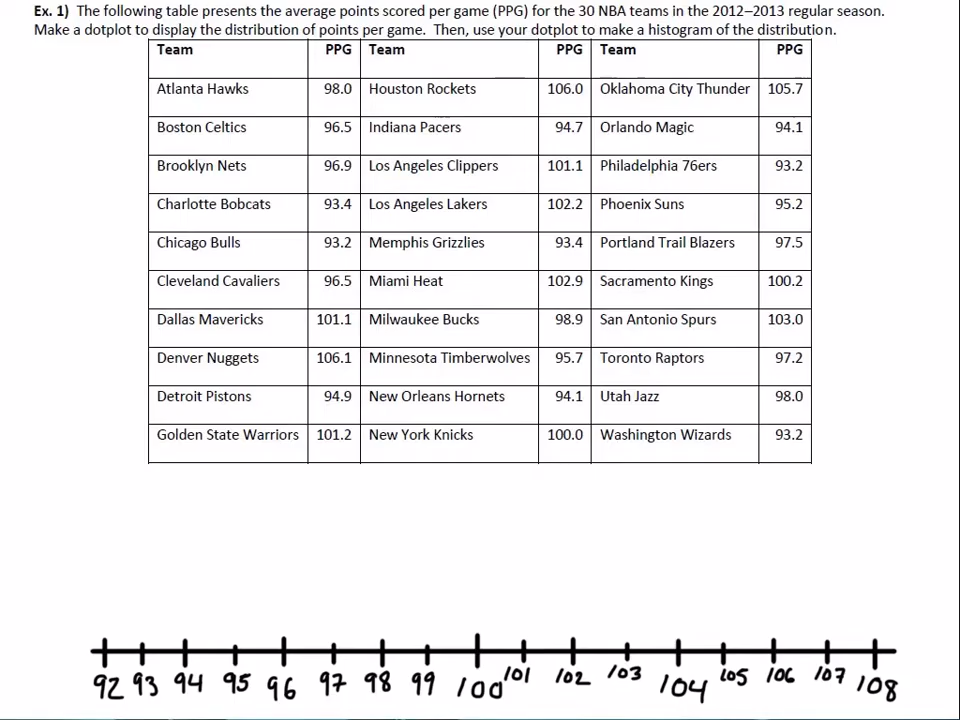 Ex. 1) The following table presents the average points scored per game (PPG) for the 30 NBA teams in the 2012–2013 regular season.
Make a dotplot to display the distribution of points per game. Then, use your dotplot to make a histogram of the distribution.
Team PPG Team PPG Team PPG
Atlanta Hawks 98.0 Houston Rockets 106.0 Oklahoma City Thunder 105.7
Boston Celtics 96.5 Indiana Pacers 94.7 Orlando Magic 94.1
Brooklyn Nets 96.9 Los Angeles Clippers 101.1 Philadelphia 76ers 93.2
Charlotte Bobcats 93.4 Los Angeles Lakers 102.2 Phoenix Suns 95.2
Chicago Bulls 93.2 Memphis Grizzlies 93.4 Portland Trail Blazers 97.5
Cleveland Cavaliers 96.5 Miami Heat 102.9 Sacramento Kings 100.2
Dallas Mavericks 101.1 Milwaukee Bucks 98.9 San Antonio Spurs 103.0
Denver Nuggets 106.1 Minnesota Timberwolves 95.7 Toronto Raptors 97.2
Detroit Pistons 94.9 New Orleans Hornets 94.1 Utah Jazz 98.0
Golden State Warriors 101.2 New York Knicks 100.0 Washington Wizards 93.2
92 93 94 95 96 97 98 99 100 101 102 103 104 105 106 107 108